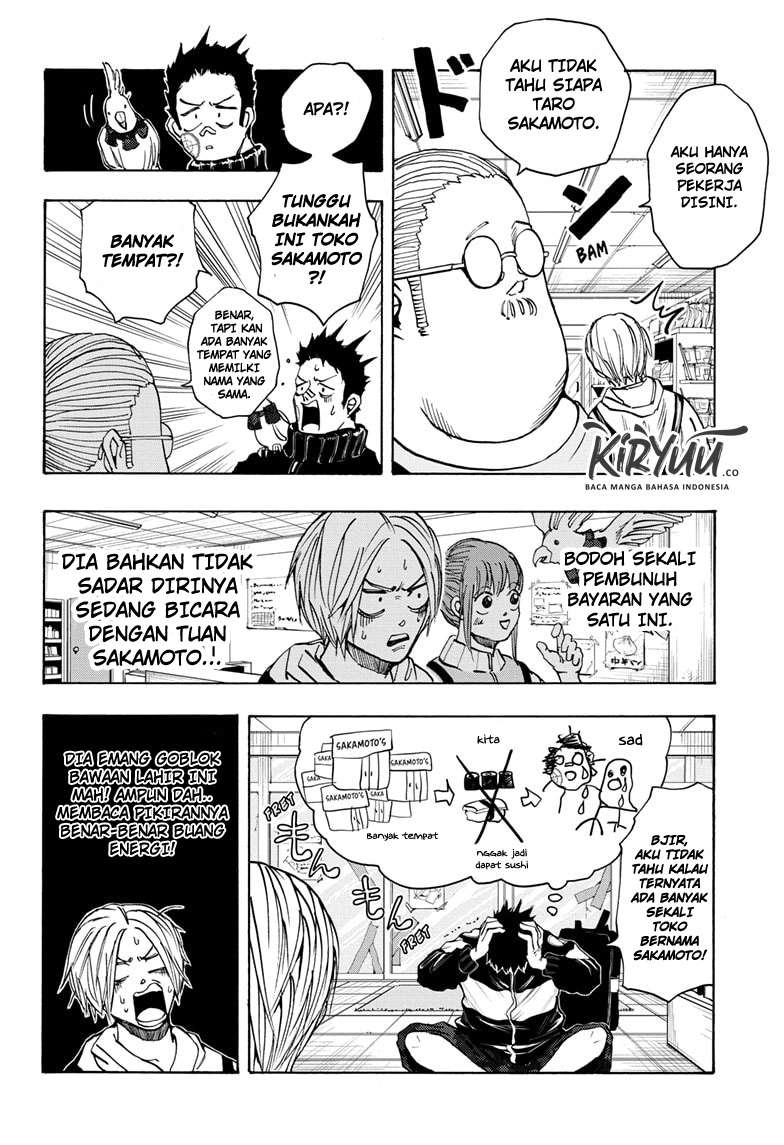 AKU TIDAK
TAHU SIAPA
TARO
SAKAMOTO.
AKU HANYA
SEORANG
PEKERJA
DISINI.
ド
ン
BAM
APA?!
TUNGGU
BUKANKAH
INI TOKO
SAKAMOTO
?!
BANYAK
TEMPAT?!
BENAR,
TAPI KAN
ADA BANYAK
TEMPAT YANG
MEMILKI
NAMA YANG
SAMA.
KIRYUU.CO
BACA MANGA BAHASA INDONESIA
BODOH SEKALI
PEMBUNUH
BAYARAN YANG
SATU INI.
DIA BAHKAN TIDAK
SADAR DIRINYA
SEDANG BICARA
DENGAN TUAN
SAKAMOTO...
SAKAMOTO'S
SAKAMOTO'S
SAKA
SAKA
SAKAMOTO'S
Banyak tempat
kita
nggak jadi
dapat sushi
sad
BJIR,
AKU TIDAK
TAHU KALAU
TERNYATA
ADA BANYAK
SEKALI
TOKO
BERNAMA
SAKAMOTO!
FRET
もん
もん
FRET
DIA EMANG GOBLOK
BAWAAN LAHIR INI
MAH! AMPUN DAH..
MEMBACA PIKIRANNYA
BENAR-BENAR BUANG
ENERGI!